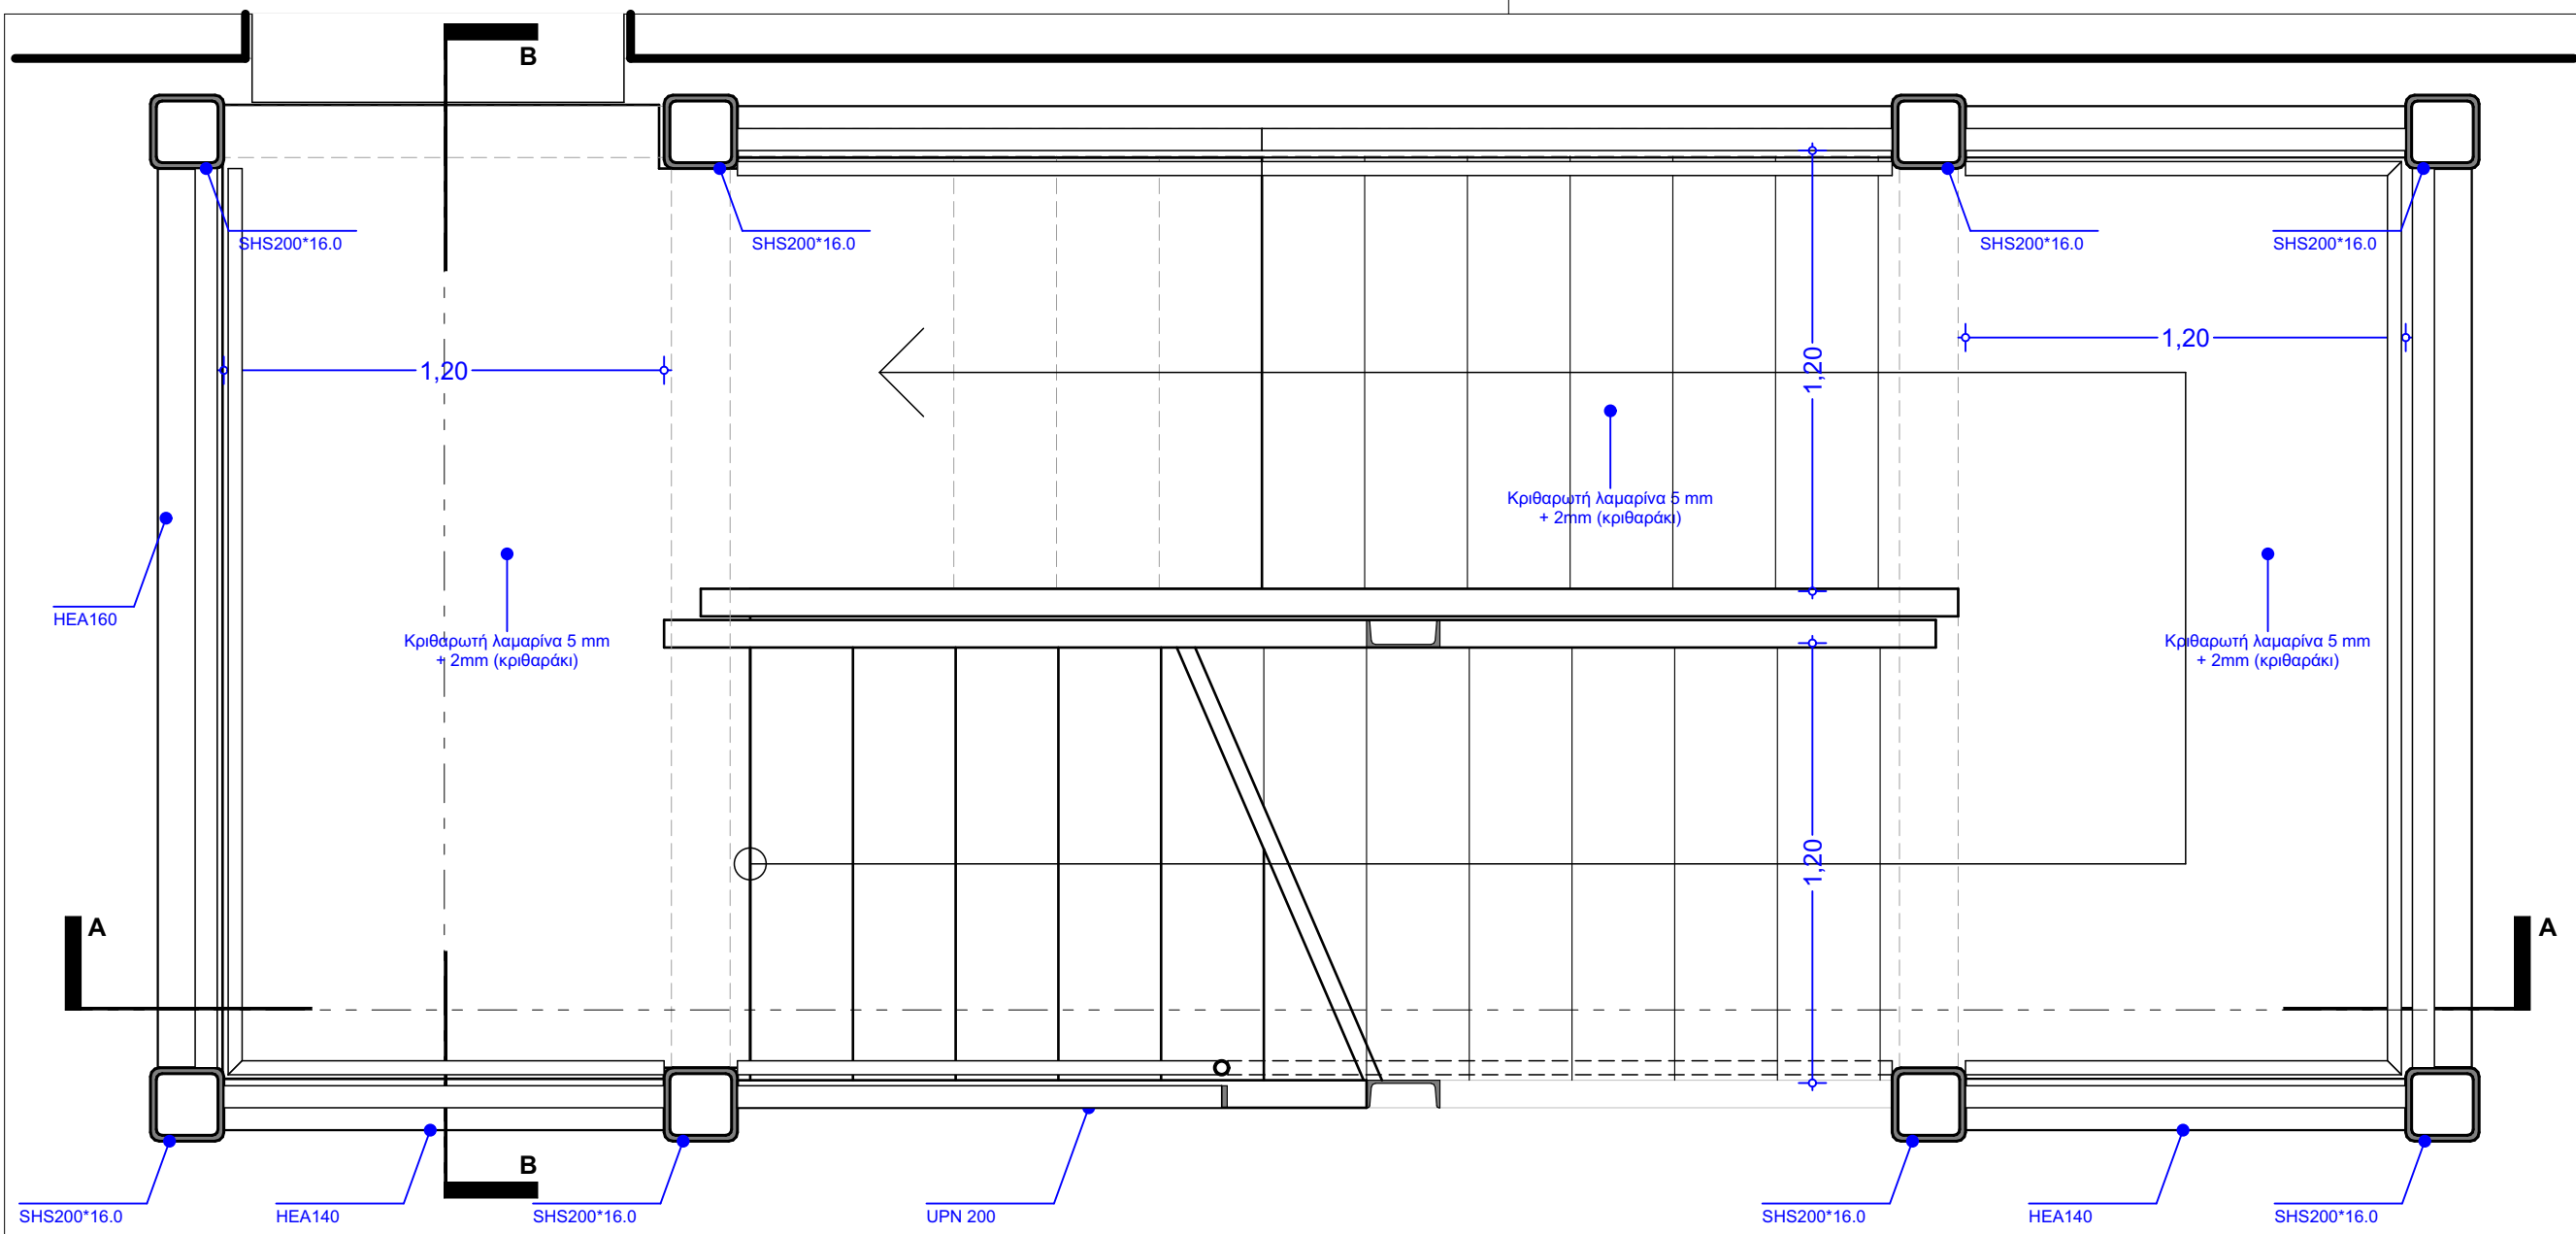 B
SHS200*16.0
SHS200*16.0
SHS200*16.0
SHS200*16.0
1,20
1,20
1,20
Κριθαρωτή λαμαρίνα 5 mm
+ 2mm (κριθαράκι)
HEA160
Κριθαρωτή λαμαρίνα 5 mm
+ 2mm (κριθαράκι)
Κριθαρωτή λαμαρίνα 5 mm
+ 2mm (κριθαράκι)
1,20
A
A
B
SHS200*16.0
HEA140
SHS200*16.0
UPN 200
SHS200*16.0
HEA140
SHS200*16.0